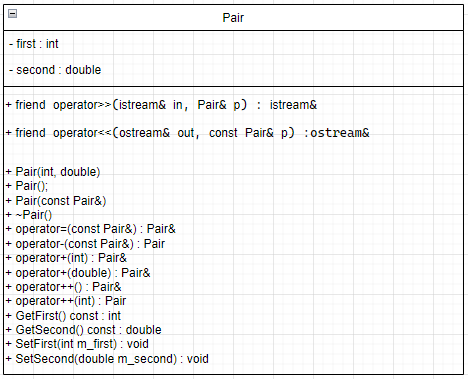 Pair
- first : int
- second : double
+ friend operator>>(istream& in, Pair& p) : istream&
+ friend operator<<(ostream& out, const Pair& p) :ostream&
+ Pair(int, double)
+ Pair();
+ Pair(const Pair&)
+ ~Pair()
+ operator=(const Pair&) : Pair&
+ operator-(const Pair&) : Pair
+ operator+(int) : Pair&
+ operator+(double) : Pair&
+ operator++() : Pair&
+ operator++(int) : Pair
+ GetFirst() const : int
+ GetSecond() const : double
+ SetFirst(int m_first) : void
+ SetSecond(double m_second) : void